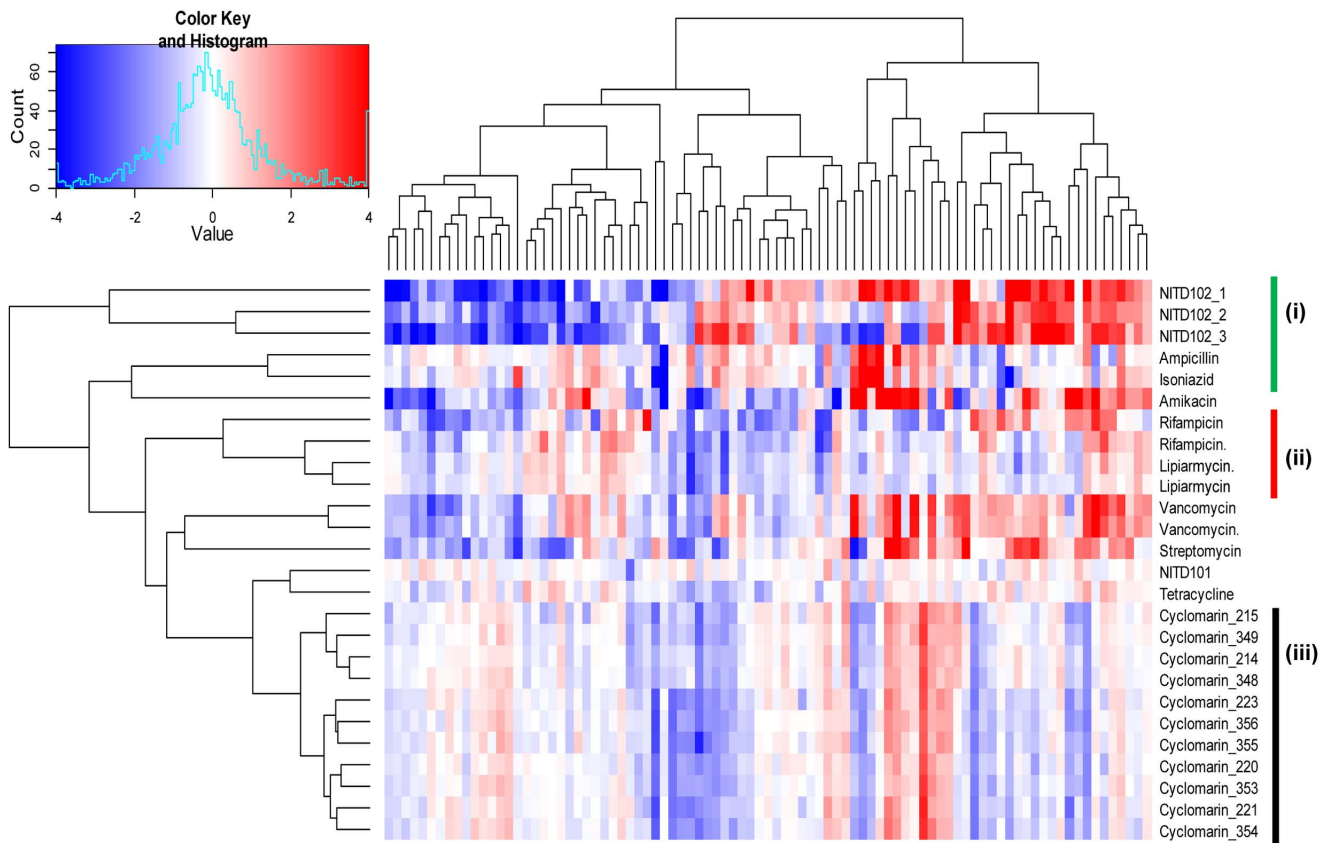 Color Key
and Histogram
Count
0
20
40
60
-4
-2
0
2
4
Value
NITD102_1
NITD102_2
NITD102_3
Ampicillin
Isoniazid
Amikacin
Rifampicin
Rifampicin.
Lipiarmycin.
Lipiarmycin
Vancomycin
Vancomycin.
Streptomycin
NITD101
Tetracycline
Cyclomarin_215
Cyclomarin_349
Cyclomarin_214
Cyclomarin_348
Cyclomarin_223
Cyclomarin_356
Cyclomarin_355
Cyclomarin_220
Cyclomarin_353
Cyclomarin_221
Cyclomarin_354
(i)
(ii)
(iii)